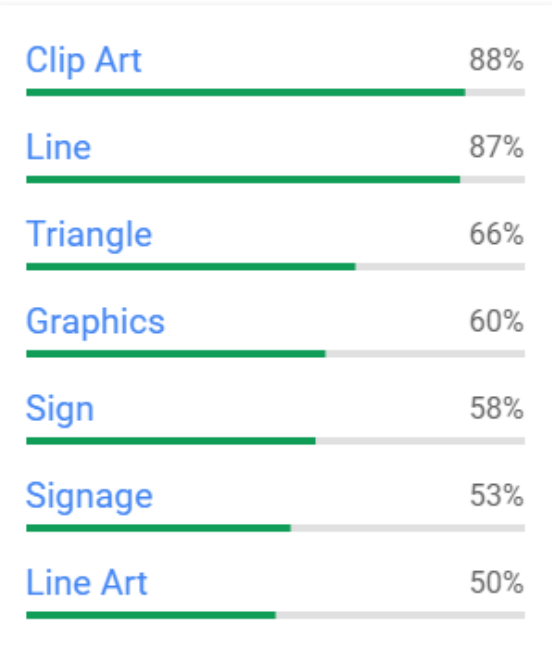 Clip Art 88%
Line 87%
Triangle 66%
Graphics 60%
Sign 58%
Signage 53%
Line Art 50%